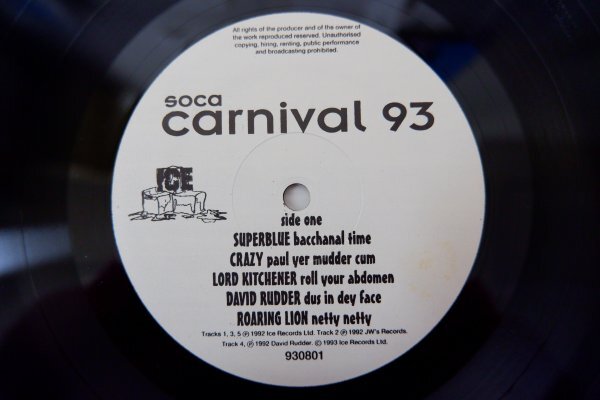 All rights of the producer and of the owner of
the work reproduced reserved. Unauthorised
copying, hiring, renting, public performance
and broadcasting prohibited.
soca
carnival 93
ICE
side one
SUPERBLUE bacchanal time
CRAZY paul yer mudder cum
LORD KITCHENER roll your abdomen
DAVID RUDDER dus in dey face
ROARING LION netty netty
Tracks 1, 3, 5 ℗ 1992 Ice Records Ltd. Track 2 ℗ 1992 JW's Records.
Track 4, ℗ 1992 David Rudder. © 1993 Ice Records Ltd.
930801